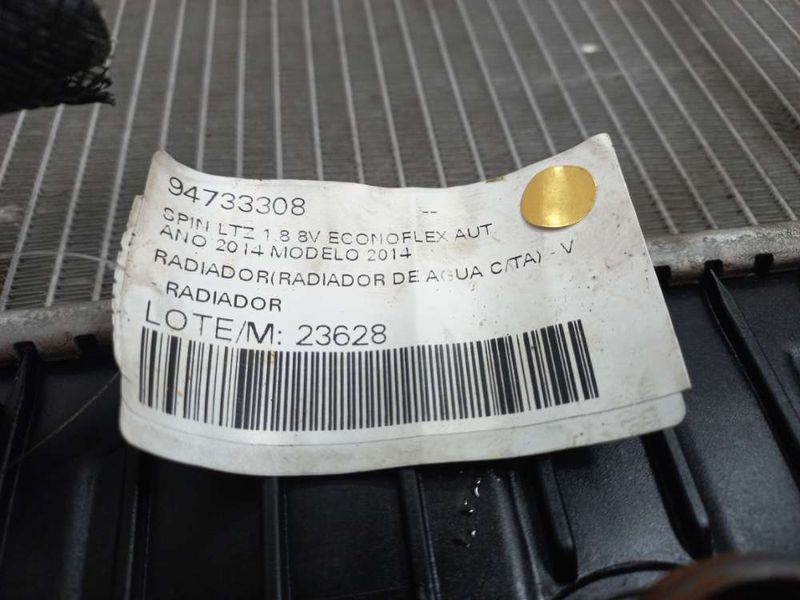 94733308 --
SPIN LTZ 1.8 8V ECONOFLEX AUT.
ANO 2014 MODELO 2014
RADIADOR(RADIADOR DE AGUA C/TA) - V
- RADIADOR
LOTE/M: 23628